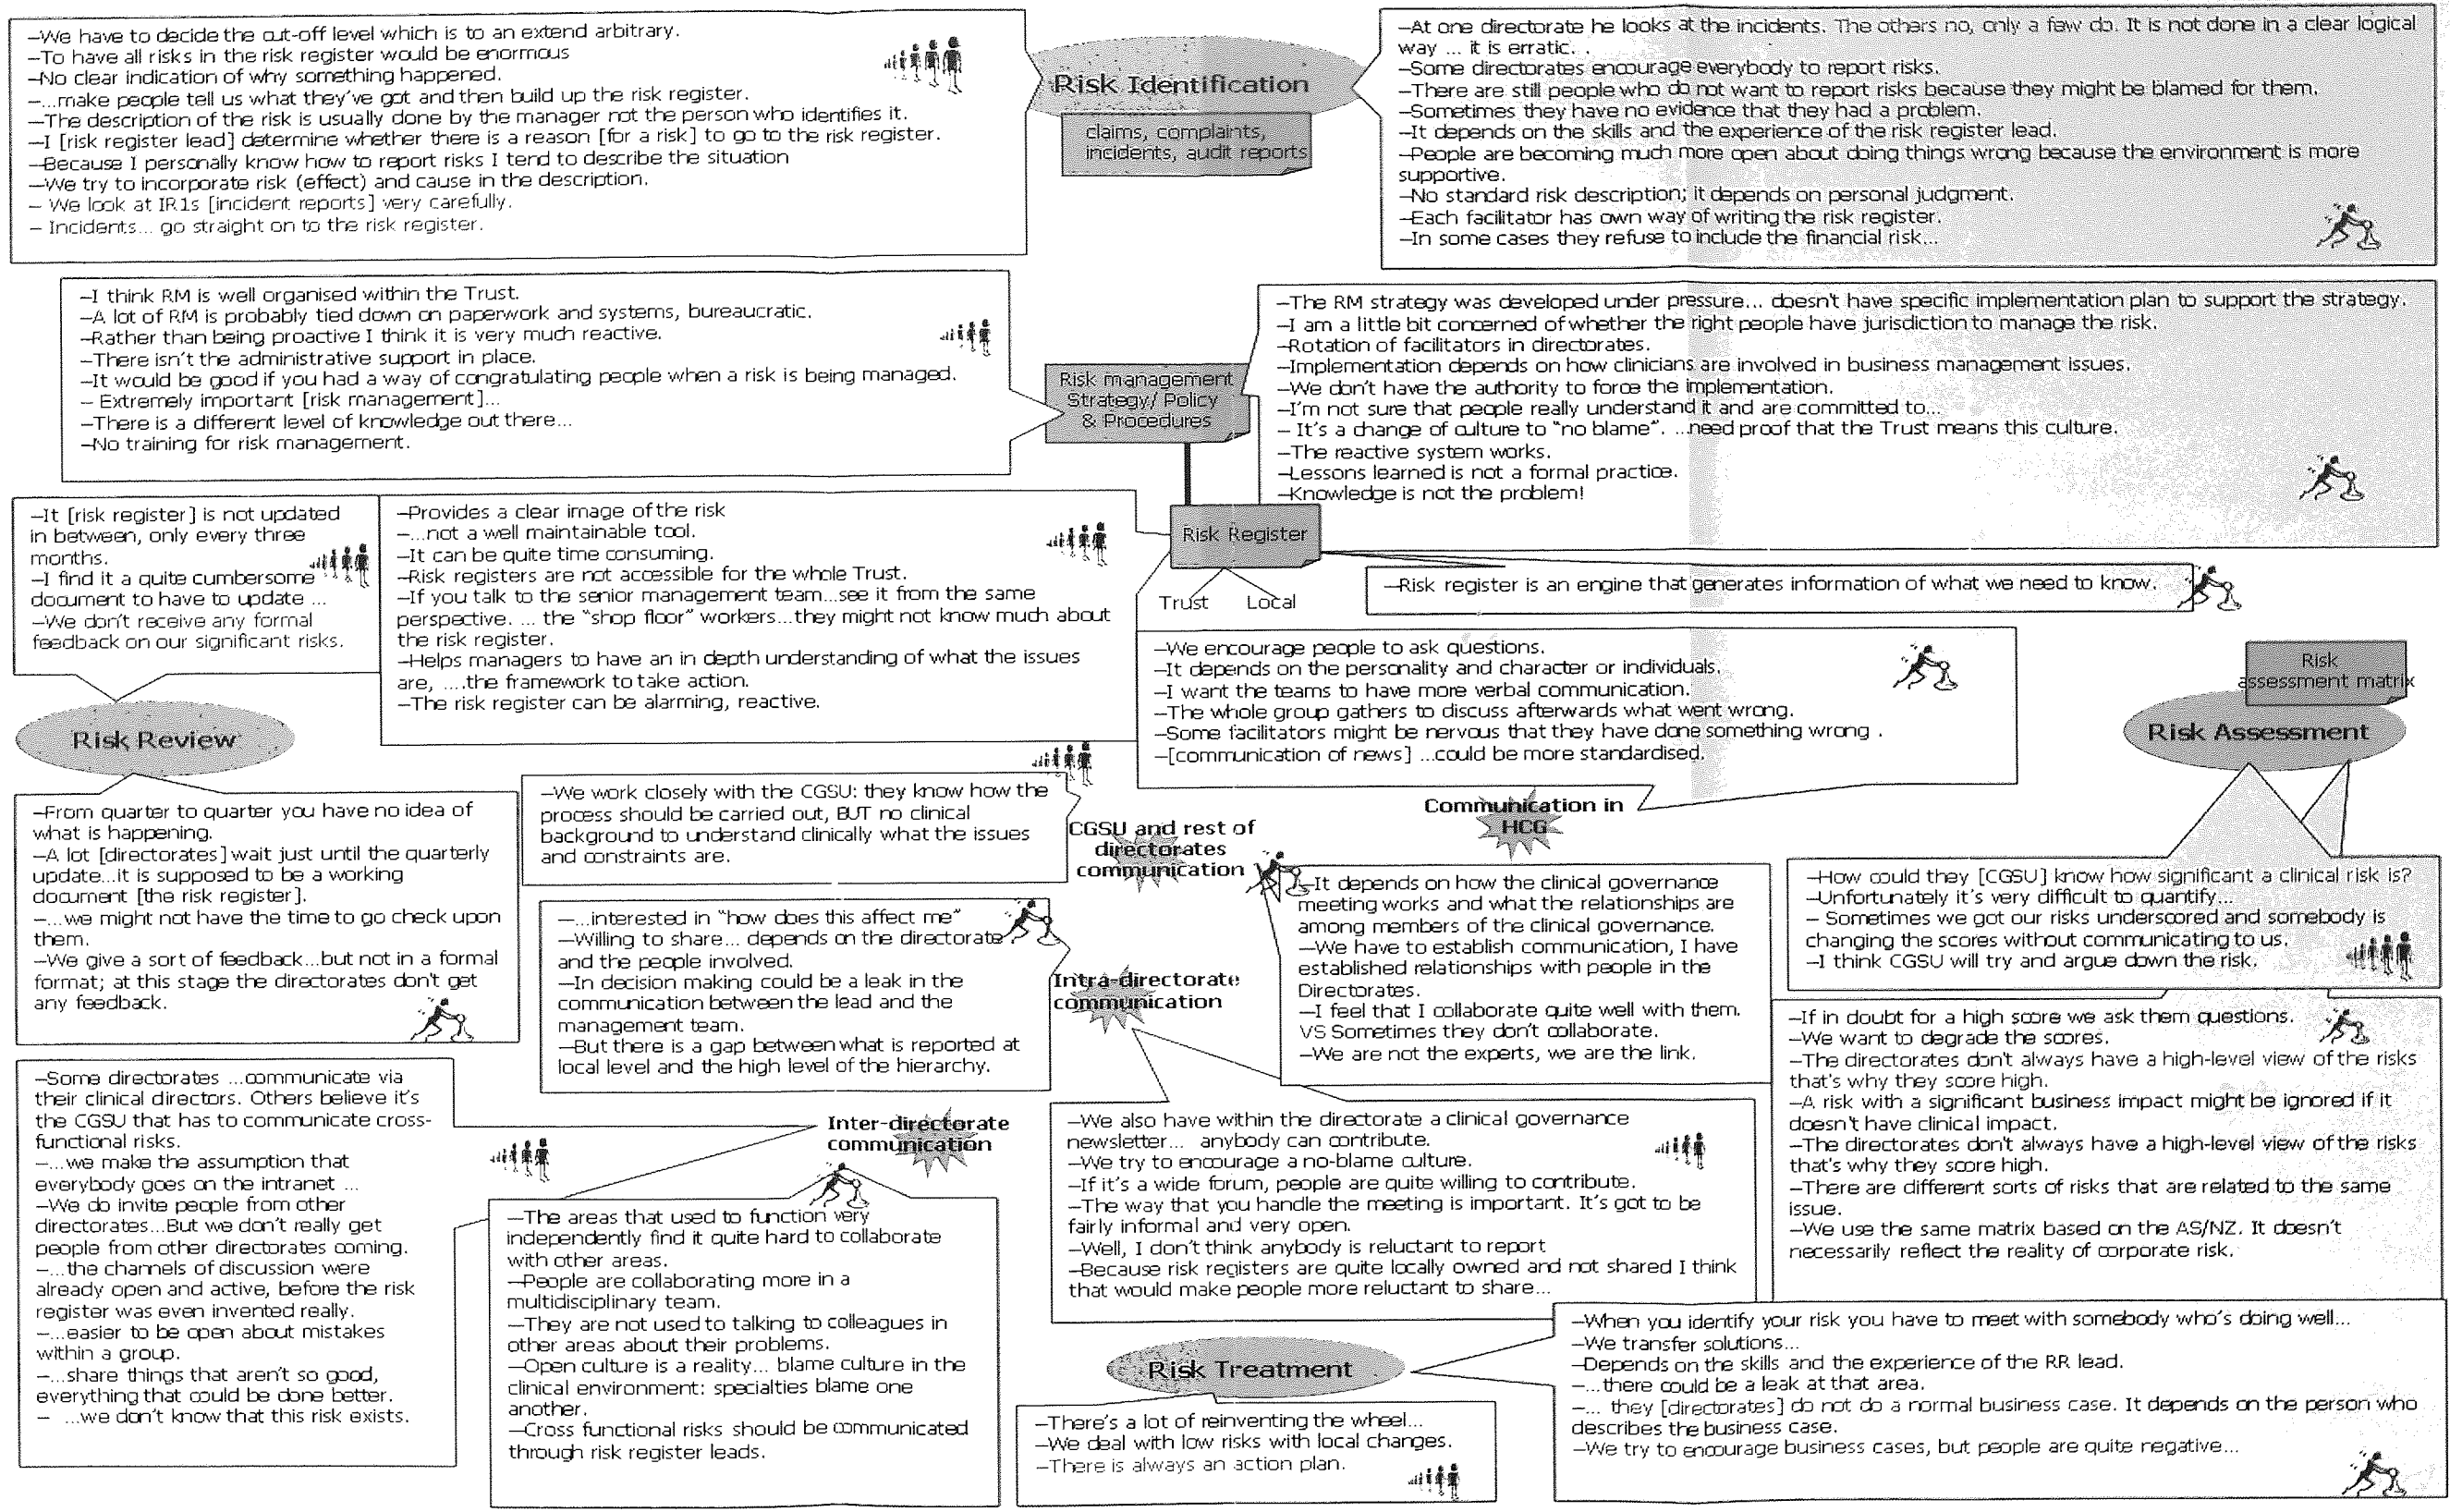 —We have to decide the cut-off level which is to an extend arbitrary.
—To have all risks in the risk register would be enormous
—No clear indication of why something happened.
—...make people tell us what they've got and then build up the risk register.
—The description of the risk is usually done by the manager not the person who identifies it.
—I [risk register lead] determine whether there is a reason [for a risk] to go to the risk register.
—Because I personally know how to report risks I tend to describe the situation
—We try to incorporate risk (effect) and cause in the description.
— We look at IR1s [incident reports] very carefully.
— Incidents... go straight on to the risk register.
Risk Identification
claims, complaints,
incidents, audit reports
—At one directorate he looks at the incidents. The others no, only a few do. It is not done in a clear logical
way ... it is erratic. .
—Some directorates encourage everybody to report risks.
—There are still people who do not want to report risks because they might be blamed for them.
—Sometimes they have no evidence that they had a problem.
—It depends on the skills and the experience of the risk register lead.
—People are becoming much more open about doing things wrong because the environment is more
supportive.
—No standard risk description; it depends on personal judgment.
—Each facilitator has own way of writing the risk register.
—In some cases they refuse to include the financial risk...
—I think RM is well organised within the Trust.
—A lot of RM is probably tied down on paperwork and systems, bureaucratic.
—Rather than being proactive I think it is very much reactive.
—There isn't the administrative support in place.
—It would be good if you had a way of congratulating people when a risk is being managed.
— Extremely important [risk management]...
—There is a different level of knowledge out there...
—No training for risk management.
Risk management
Strategy/ Policy
& Procedures
—The RM strategy was developed under pressure... doesn't have specific implementation plan to support the strategy.
—I am a little bit concerned of whether the right people have jurisdiction to manage the risk.
—Rotation of facilitators in directorates.
—Implementation depends on how clinicians are involved in business management issues.
—We don't have the authority to force the implementation.
—I'm not sure that people really understand it and are committed to...
— It's a change of culture to "no blame". ...need proof that the Trust means this culture.
—The reactive system works.
—Lessons learned is not a formal practice.
—Knowledge is not the problem!
—It [risk register] is not updated
in between, only every three
months.
—I find it a quite cumbersome
document to have to update ...
—We don't receive any formal
feedback on our significant risks.
—Provides a clear image of the risk
—...not a well maintainable tool.
—It can be quite time consuming.
—Risk registers are not accessible for the whole Trust.
—If you talk to the senior management team...see it from the same
perspective. ... the "shop floor" workers...they might not know much about
the risk register.
—Helps managers to have an in depth understanding of what the issues
are, ....the framework to take action.
—The risk register can be alarming, reactive.
Risk Register
Trust Local
—Risk register is an engine that generates information of what we need to know.
—We encourage people to ask questions.
—It depends on the personality and character or individuals.
—I want the teams to have more verbal communication.
—The whole group gathers to discuss afterwards what went wrong.
—Some facilitators might be nervous that they have done something wrong .
—[communication of news] ...could be more standardised.
Risk
assessment matrix
Risk Assessment
Risk Review
—From quarter to quarter you have no idea of
what is happening.
—A lot [directorates] wait just until the quarterly
update...it is supposed to be a working
document [the risk register].
—...we might not have the time to go check upon
them.
—We give a sort of feedback...but not in a formal
format; at this stage the directorates don't get
any feedback.
—We work closely with the CGSU: they know how the
process should be carried out, BUT no clinical
background to understand clinically what the issues
and constraints are.
CGSU and rest of
directorates
communication
Communication in
HCG
—...interested in "how does this affect me"
—Willing to share... depends on the directorate
and the people involved.
—In decision making could be a leak in the
communication between the lead and the
management team.
—But there is a gap between what is reported at
local level and the high level of the hierarchy.
Intra-directorate
communication
—It depends on how the clinical governance
meeting works and what the relationships are
among members of the clinical governance.
—We have to establish communication, I have
established relationships with people in the
Directorates.
—I feel that I collaborate quite well with them.
VS Sometimes they don't collaborate.
—We are not the experts, we are the link.
—How could they [CGSU] know how significant a clinical risk is?
—Unfortunately it's very difficult to quantify...
— Sometimes we got our risks underscored and somebody is
changing the scores without communicating to us.
—I think CGSU will try and argue down the risk.
—If in doubt for a high score we ask them questions.
—We want to degrade the scores.
—The directorates don't always have a high-level view of the risks
that's why they score high.
—A risk with a significant business impact might be ignored if it
doesn't have clinical impact.
—The directorates don't always have a high-level view of the risks
that's why they score high.
—There are different sorts of risks that are related to the same
issue.
—We use the same matrix based on the AS/NZ. It doesn't
necessarily reflect the reality of corporate risk.
—Some directorates ...communicate via
their clinical directors. Others believe it's
the CGSU that has to communicate cross-
functional risks.
—...we make the assumption that
everybody goes on the intranet ...
—We do invite people from other
directorates...But we don't really get
people from other directorates coming.
—...the channels of discussion were
already open and active, before the risk
register was even invented really.
—...easier to be open about mistakes
within a group.
—...share things that aren't so good,
everything that could be done better.
— ...we don't know that this risk exists.
Inter-directorate
communication
—The areas that used to function very
independently find it quite hard to collaborate
with other areas.
—People are collaborating more in a
multidisciplinary team.
—They are not used to talking to colleagues in
other areas about their problems.
—Open culture is a reality... blame culture in the
clinical environment: specialties blame one
another.
—Cross functional risks should be communicated
through risk register leads.
—We also have within the directorate a clinical governance
newsletter... anybody can contribute.
—We try to encourage a no-blame culture.
—If it's a wide forum, people are quite willing to contribute.
—The way that you handle the meeting is important. It's got to be
fairly informal and very open.
—Well, I don't think anybody is reluctant to report
—Because risk registers are quite locally owned and not shared I think
that would make people more reluctant to share...
Risk Treatment
—There's a lot of reinventing the wheel...
—We deal with low risks with local changes.
—There is always an action plan.
—When you identify your risk you have to meet with somebody who's doing well...
—We transfer solutions...
—Depends on the skills and the experience of the RR lead.
—...there could be a leak at that area.
—... they [directorates] do not do a normal business case. It depends on the person who
describes the business case.
—We try to encourage business cases, but people are quite negative...